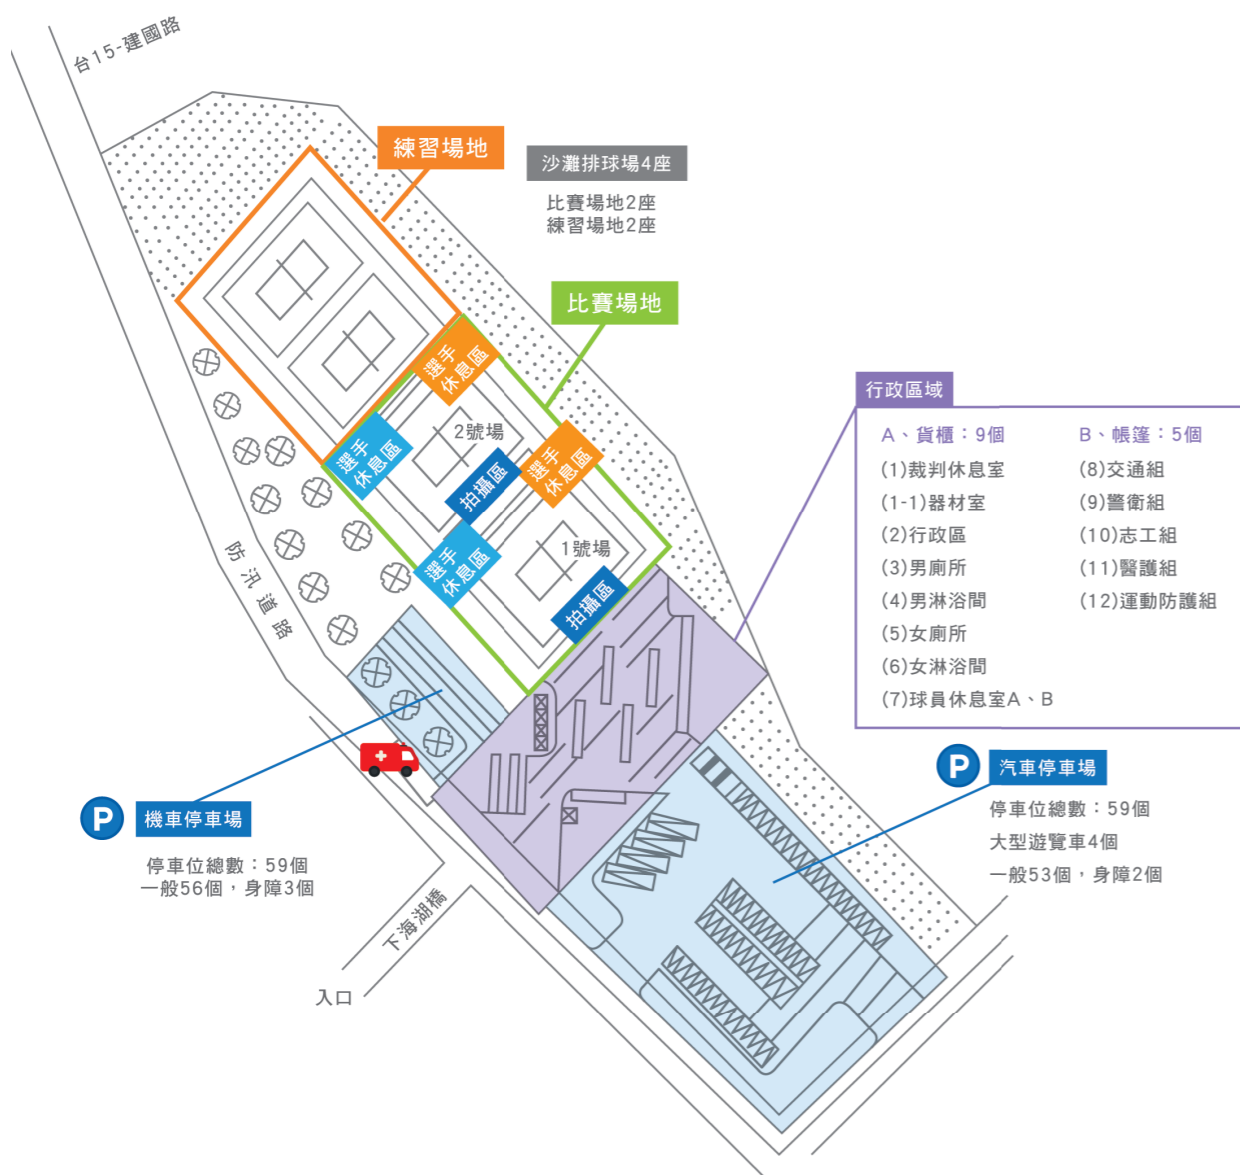 台15-建國路
練習場地
沙灘排球場4座
比賽場地2座
練習場地2座
比賽場地
選手
休息區
2號場
選手
休息區
選手
休息區
拍攝區
1號場
選手
休息區
拍攝區
防汛道路
行政區域
A、貨櫃：9個
(1)裁判休息室
(1-1)器材室
(2)行政區
(3)男廁所
(4)男淋浴間
(5)女廁所
(6)女淋浴間
(7)球員休息室A、B
B、帳篷：5個
(8)交通組
(9)警衛組
(10)志工組
(11)醫護組
(12)運動防護組
P
汽車停車場
停車位總數：59個
大型遊覽車4個
一般53個，身障2個
P
機車停車場
停車位總數：59個
一般56個，身障3個
下海湖橋
入口